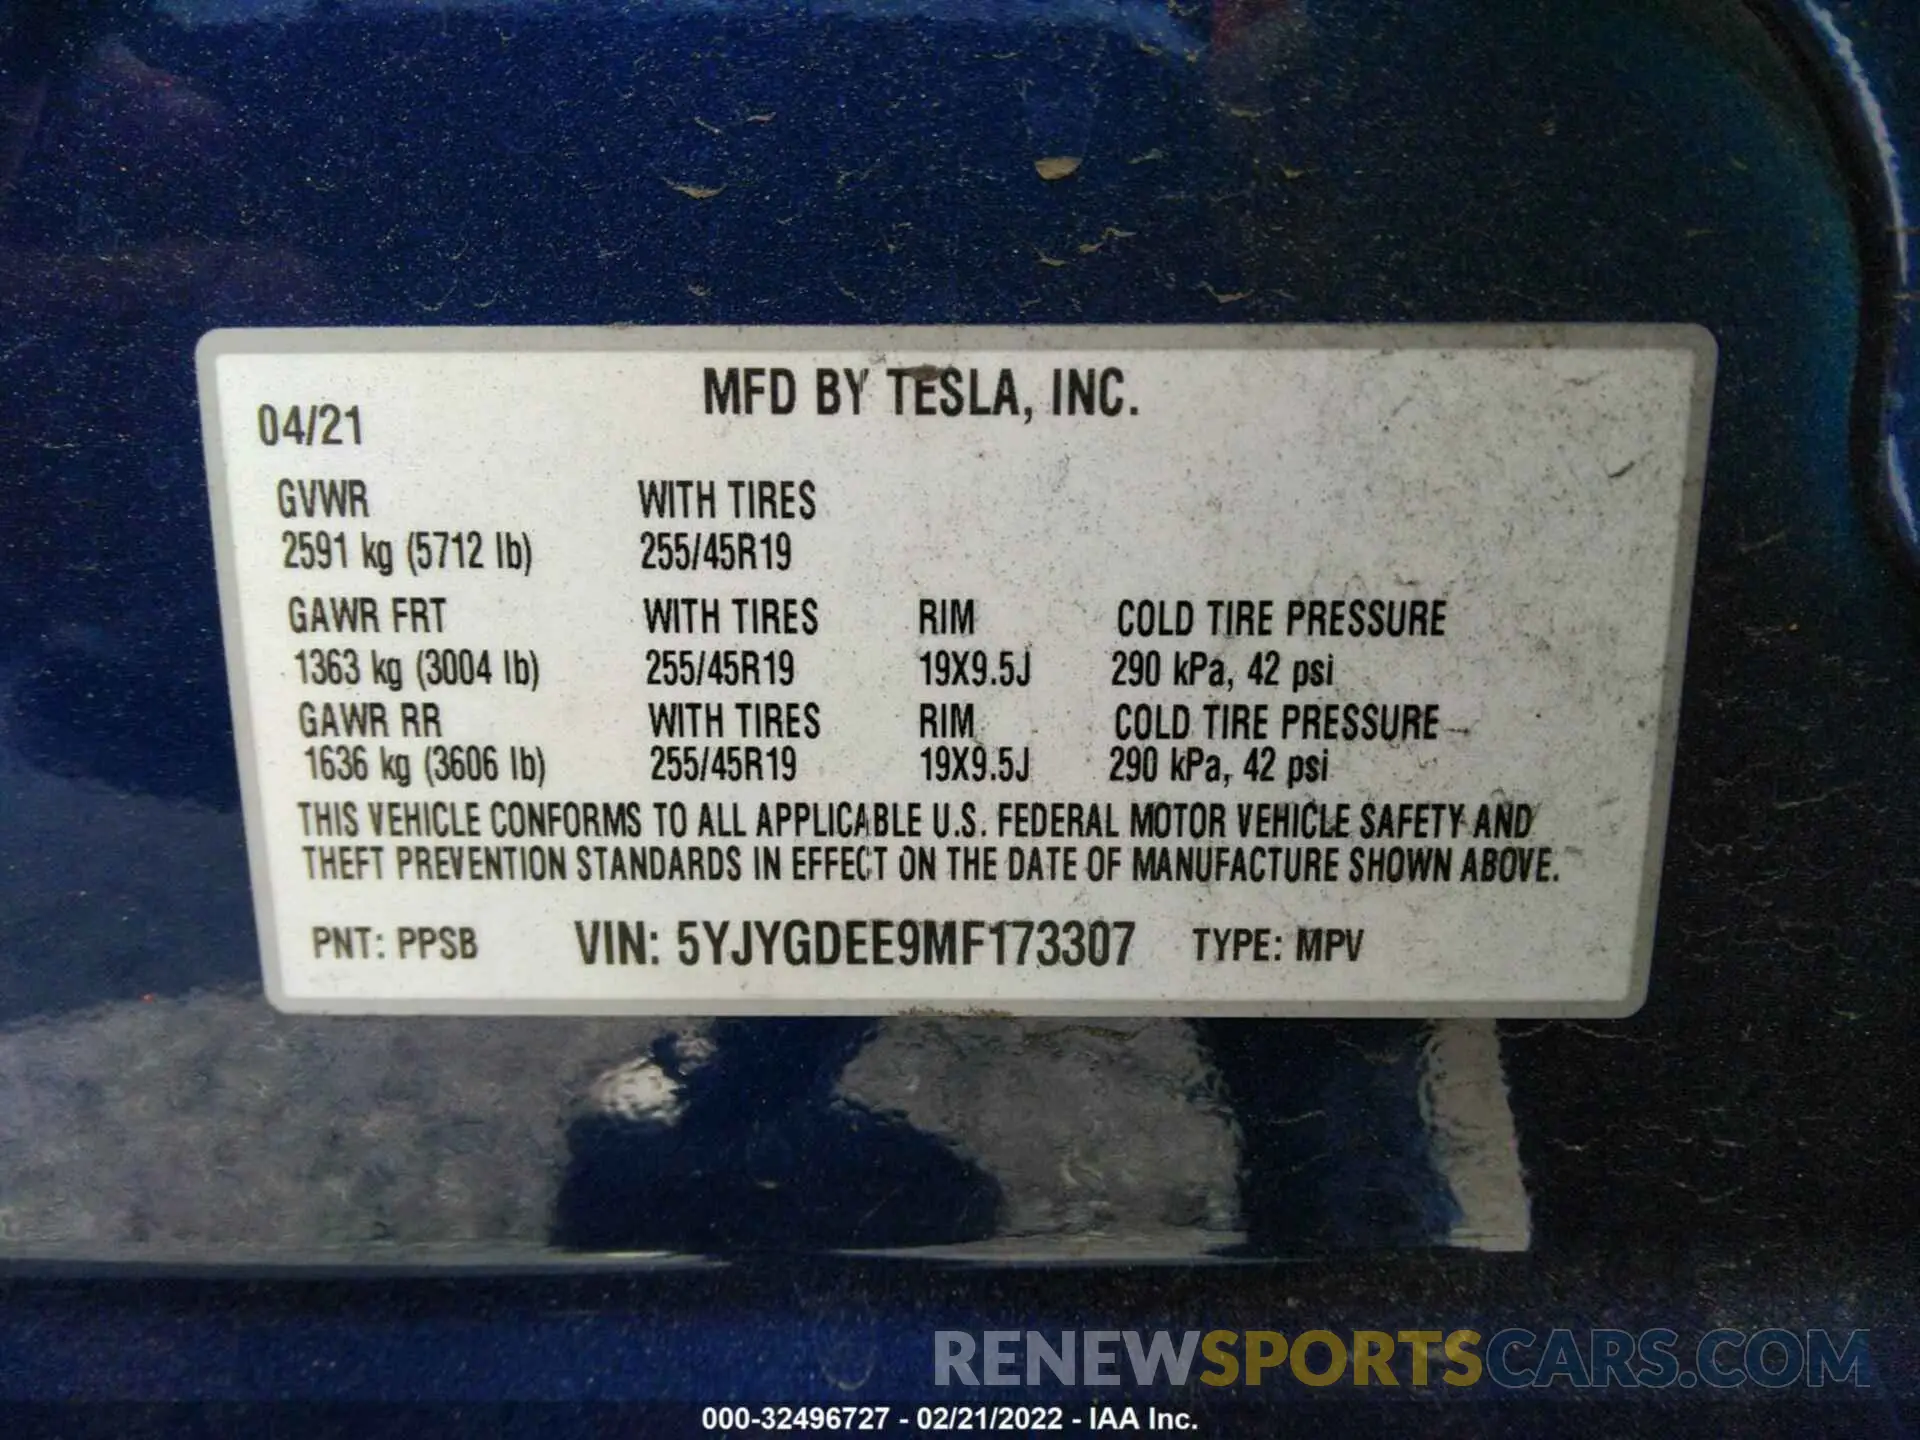 MFD BY TESLA, INC.
04/21
GVWR WITH TIRES
2591 kg (5712 lb) 255/45R19
GAWR FRT WITH TIRES RIM COLD TIRE PRESSURE
1363 kg (3004 lb) 255/45R19 19X9.5J 290 kPa, 42 psi
GAWR RR WITH TIRES RIM COLD TIRE PRESSURE
1636 kg (3606 lb) 255/45R19 19X9.5J 290 kPa, 42 psi
THIS VEHICLE CONFORMS TO ALL APPLICABLE U.S. FEDERAL MOTOR VEHICLE SAFETY AND
THEFT PREVENTION STANDARDS IN EFFECT ON THE DATE OF MANUFACTURE SHOWN ABOVE.
PNT: PPSB VIN: 5YJYGDEE9MF173307 TYPE: MPV
RENEWSPORTSCARS.COM
000-32496727 - 02/21/2022 - IAA Inc.